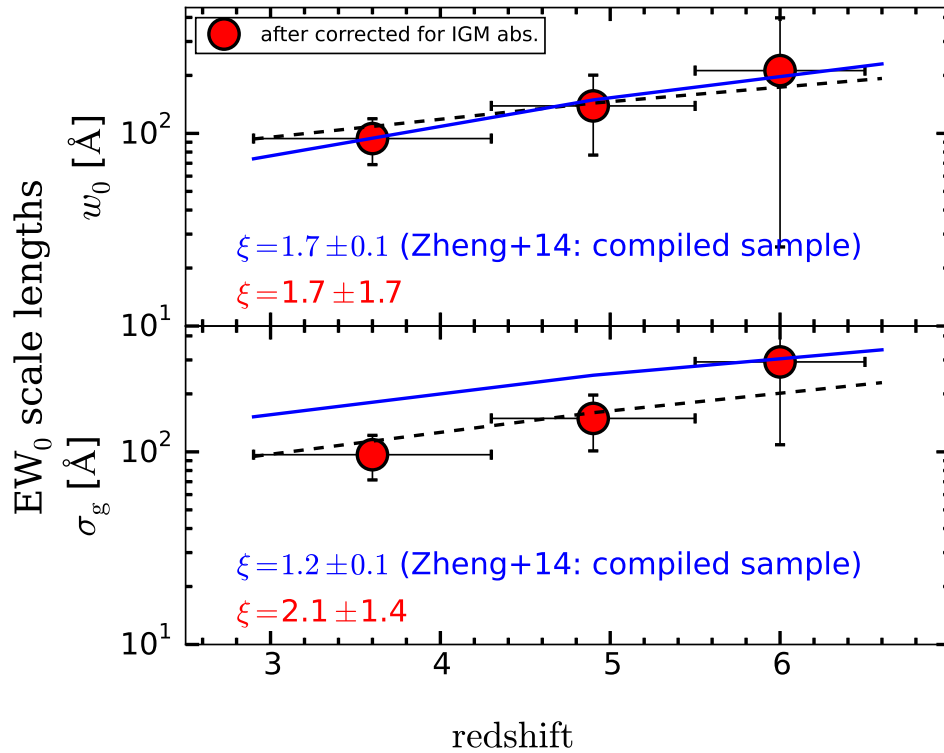 after corrected for IGM abs.
10²
w₀ [Å]
ξ=1.7±0.1 (Zheng+14: compiled sample)
ξ=1.7±1.7
10¹
EW₀ scale lengths
10²
σg [Å]
ξ=1.2±0.1 (Zheng+14: compiled sample)
ξ=2.1±1.4
10¹
3 4 5 6
redshift